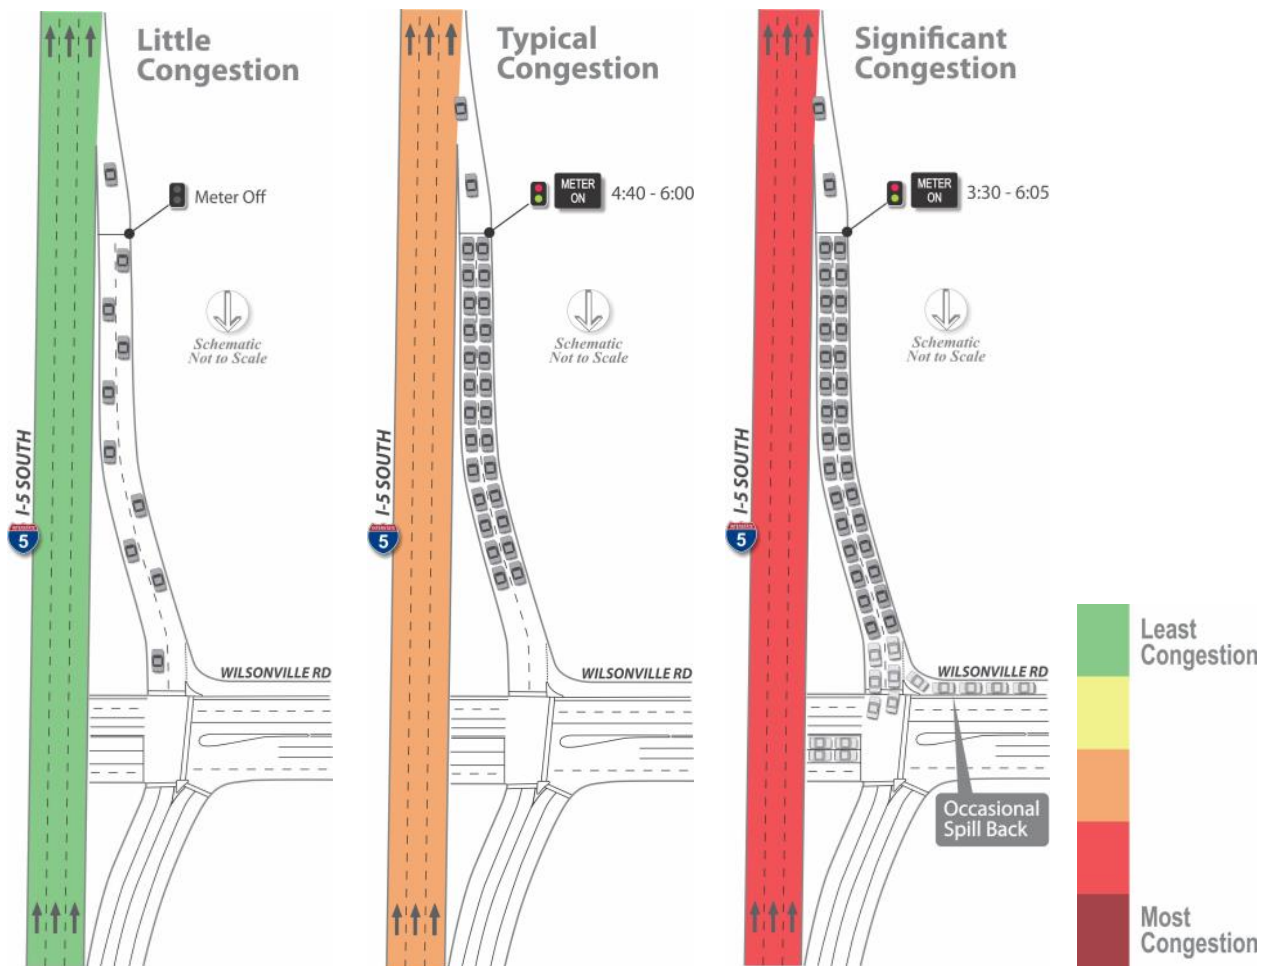 Little
Congestion
Meter Off
Schematic
Not to Scale
I-5 SOUTH
5
WILSONVILLE RD
Typical
Congestion
METER
ON
4:40 - 6:00
Schematic
Not to Scale
I-5 SOUTH
5
WILSONVILLE RD
Significant
Congestion
METER
ON
3:30 - 6:05
Schematic
Not to Scale
I-5 SOUTH
5
WILSONVILLE RD
Occasional
Spill Back
Least
Congestion
Most
Congestion